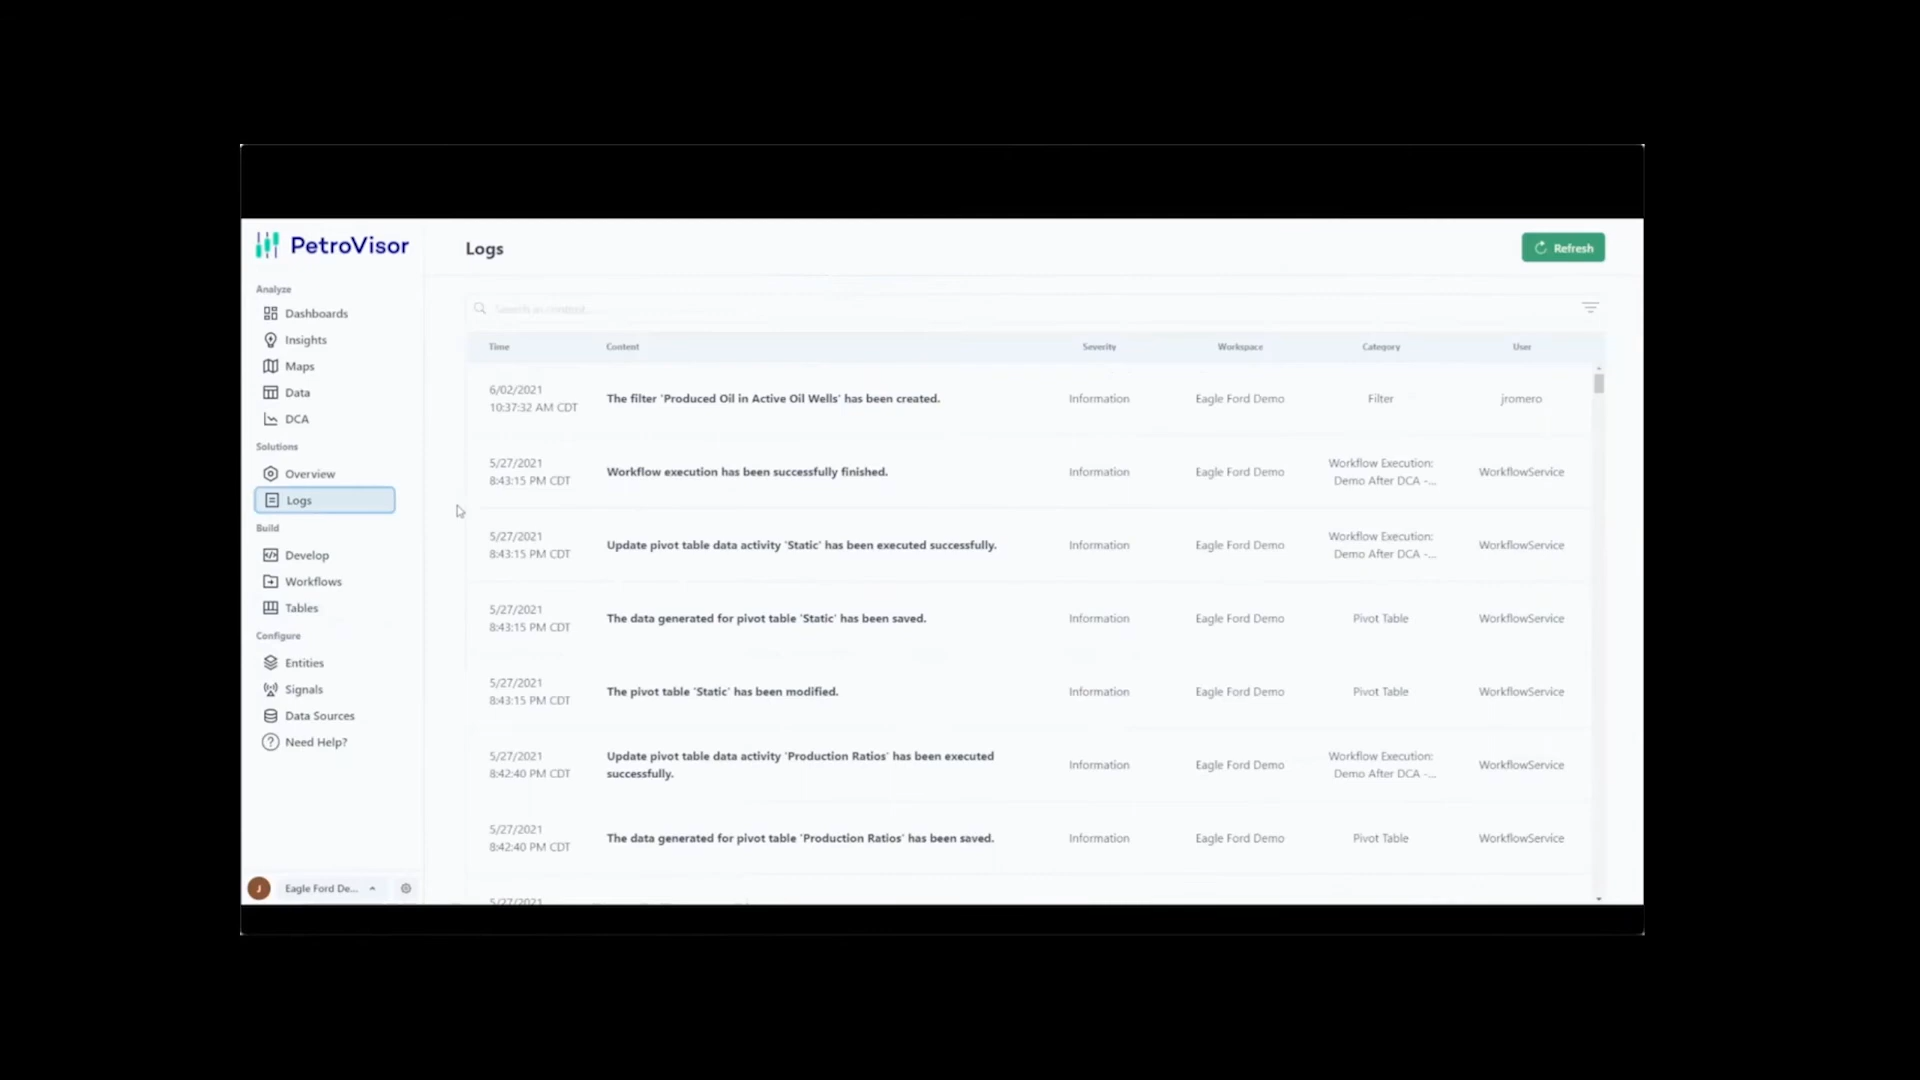 PetroVisor
Analyze
Dashboards
Insights
Maps
Data
DCA
Solutions
Overview
Logs
Build
Develop
Workflows
Tables
Configure
Entities
Signals
Data Sources
Need Help?
J
Eagle Ford De...
Logs
Refresh
Search in content...
Time Content Severity Workspace Category User
6/02/2021
10:37:32 AM CDT
The filter 'Produced Oil in Active Oil Wells' has been created.
Information
Eagle Ford Demo
Filter
jromero
5/27/2021
8:43:15 PM CDT
Workflow execution has been successfully finished.
Information
Eagle Ford Demo
Workflow Execution:
Demo After DCA -...
WorkflowService
5/27/2021
8:43:15 PM CDT
Update pivot table data activity 'Static' has been executed successfully.
Information
Eagle Ford Demo
Workflow Execution:
Demo After DCA -...
WorkflowService
5/27/2021
8:43:15 PM CDT
The data generated for pivot table 'Static' has been saved.
Information
Eagle Ford Demo
Pivot Table
WorkflowService
5/27/2021
8:43:15 PM CDT
The pivot table 'Static' has been modified.
Information
Eagle Ford Demo
Pivot Table
WorkflowService
5/27/2021
8:42:40 PM CDT
Update pivot table data activity 'Production Ratios' has been executed
successfully.
Information
Eagle Ford Demo
Workflow Execution:
Demo After DCA -...
WorkflowService
5/27/2021
8:42:40 PM CDT
The data generated for pivot table 'Production Ratios' has been saved.
Information
Eagle Ford Demo
Pivot Table
WorkflowService
5/27/2021